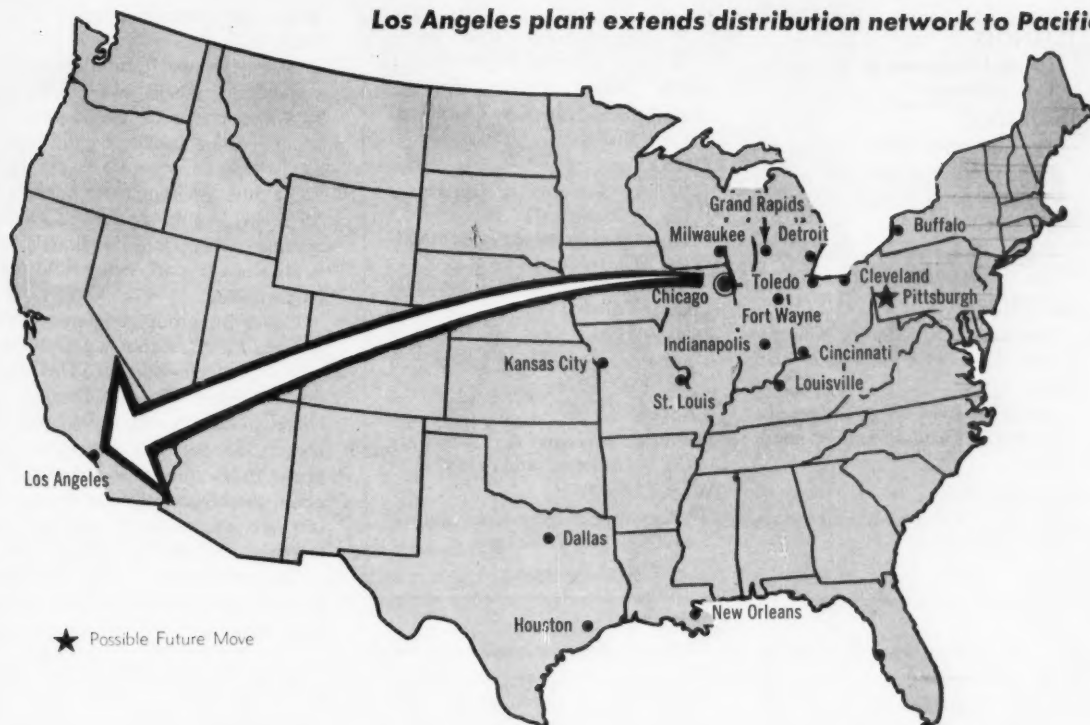 Los Angeles plant extends distribution network to Pacific
Grand Rapids
Milwaukee
Detroit
Buffalo
Chicago
Toledo
Cleveland
Pittsburgh
Fort Wayne
Indianapolis
Cincinnati
Kansas City
Louisville
St. Louis
Los Angeles
Dallas
Houston
New Orleans
★ Possible Future Move